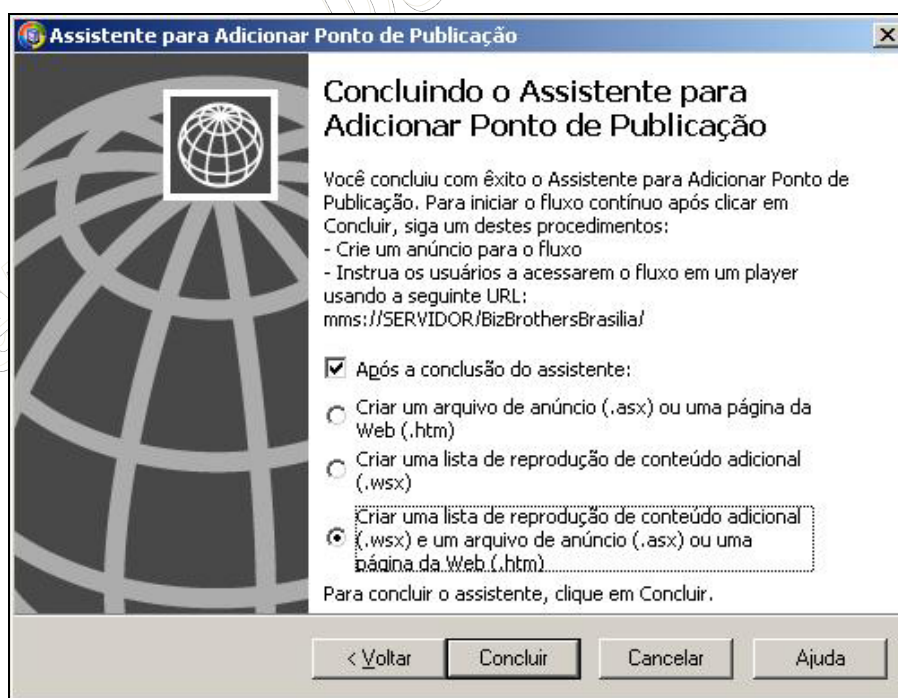 Assistente para Adicionar Ponto de Publicação
Concluindo o Assistente para
Adicionar Ponto de Publicação
Você concluiu com êxito o Assistente para Adicionar Ponto de
Publicação. Para iniciar o fluxo contínuo após clicar em
Concluir, siga um destes procedimentos:
- Crie um anúncio para o fluxo
- Instrua os usuários a acessarem o fluxo em um player
usando a seguinte URL:
mms://SERVIDOR/BizBrothersBrasilia/
Após a conclusão do assistente:
Criar um arquivo de anúncio (.asx) ou uma página da
Web (.htm)
Criar uma lista de reprodução de conteúdo adicional
(.wsx)
Criar uma lista de reprodução de conteúdo adicional
(.wsx) e um arquivo de anúncio (.asx) ou uma
página da Web (.htm)
Para concluir o assistente, clique em Concluir.
< Voltar Concluir Cancelar Ajuda